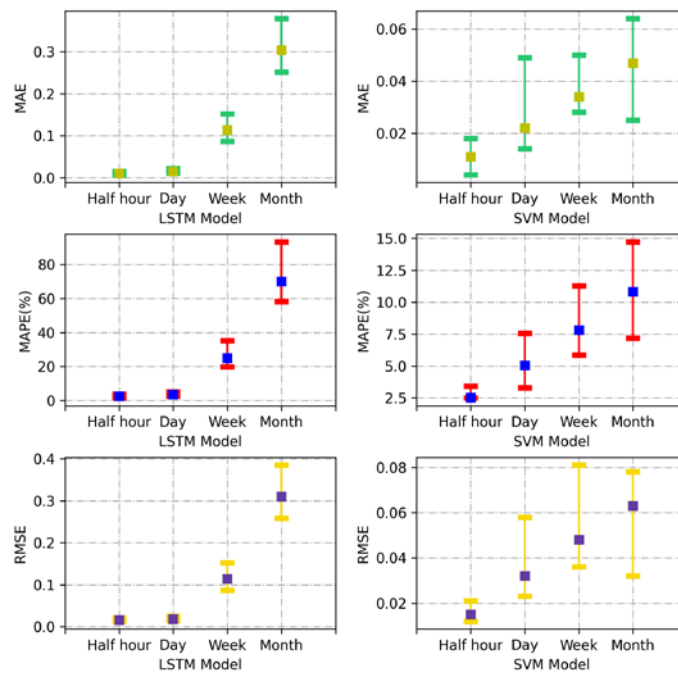 MAE
0.3
0.2
0.1
0.0
Half hour Day Week Month
LSTM Model
MAE
0.06
0.04
0.02
Half hour Day Week Month
SVM Model
MAPE(%)
80
60
40
20
0
Half hour Day Week Month
LSTM Model
MAPE(%)
15.0
12.5
10.0
7.5
5.0
2.5
Half hour Day Week Month
SVM Model
RMSE
0.4
0.3
0.2
0.1
0.0
Half hour Day Week Month
LSTM Model
RMSE
0.08
0.06
0.04
0.02
Half hour Day Week Month
SVM Model